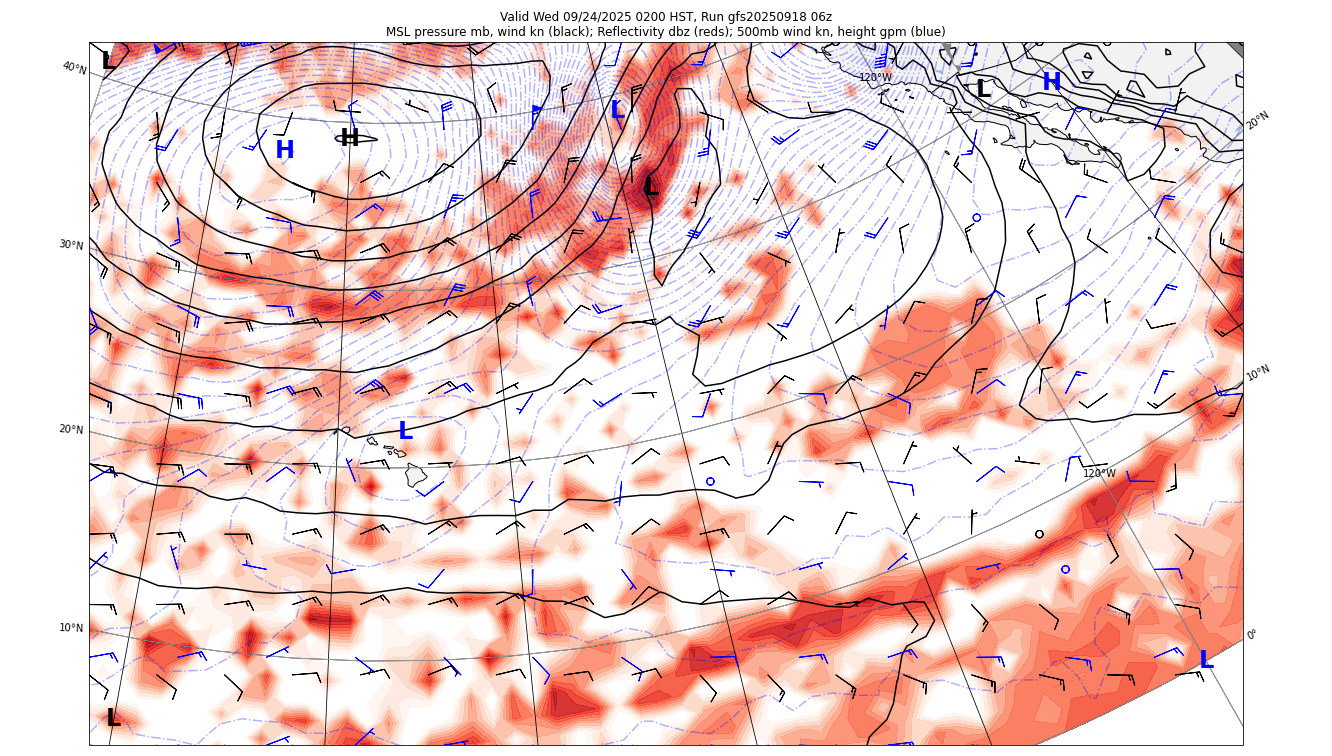 Valid Wed 09/24/2025 0200 HST, Run gfs20250918 06z
MSL pressure mb, wind kn (black); Reflectivity dbz (reds); 500mb wind kn, height gpm (blue)
L
40°N
120°W
L
H
L
20°N
H
H
L
30°N
10°N
L
20°N
120°W
10°N
0°
L
L